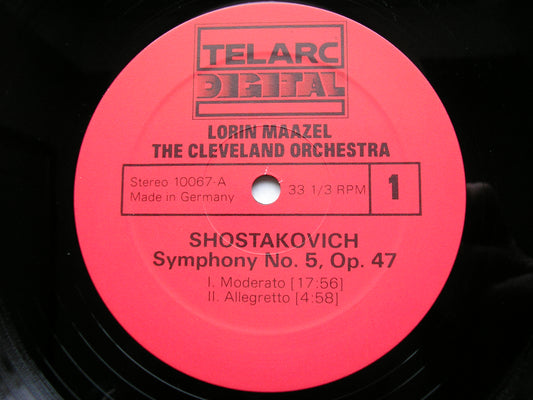 TELARC
DIGITAL
LORIN MAAZEL
THE CLEVELAND ORCHESTRA
Stereo 10067-A
Made in Germany
33 1/3 RPM
1
SHOSTAKOVICH
Symphony No. 5, Op. 47
I. Moderato [17:56]
II. Allegretto [4:58]